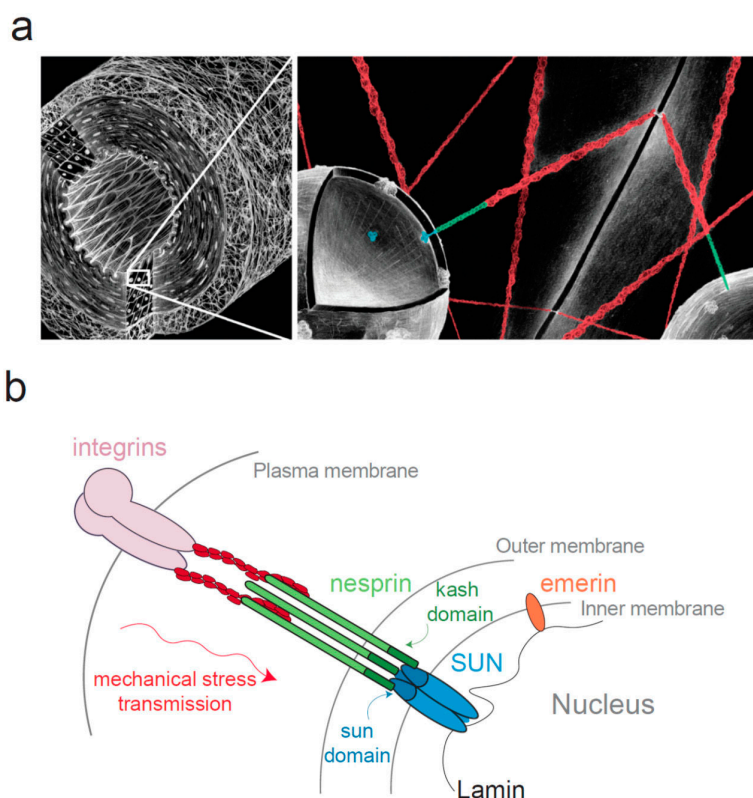 a
b
integrins
Plasma membrane
Outer membrane
nesprin
kash
domain
emerin
Inner membrane
SUN
mechanical stress
transmission
Nucleus
sun
domain
Lamin